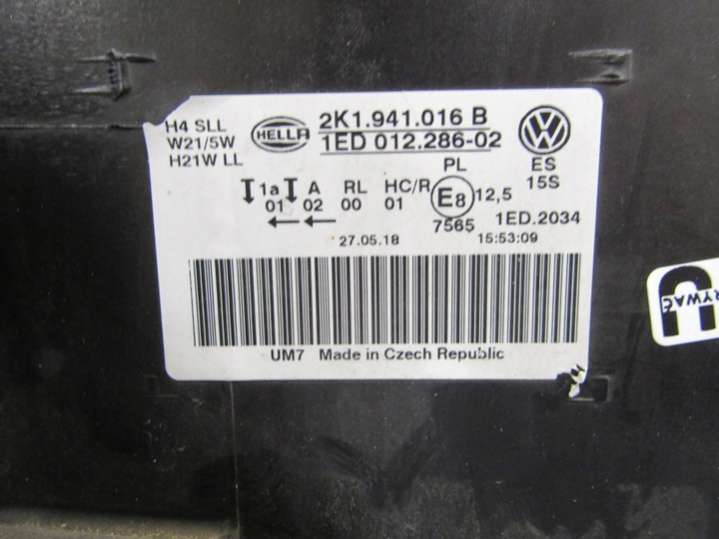 H4 SLL
W21/5W
H21W LL
HELLA
2K1.941.016 B
1ED 012.286-02
VW
PL
ES
15S
1a A RL HC/R E8 12,5
01 02 00 01
7565 1ED.2034
27.05.18 15:53:09
UM7 Made in Czech Republic
RYWAĆ